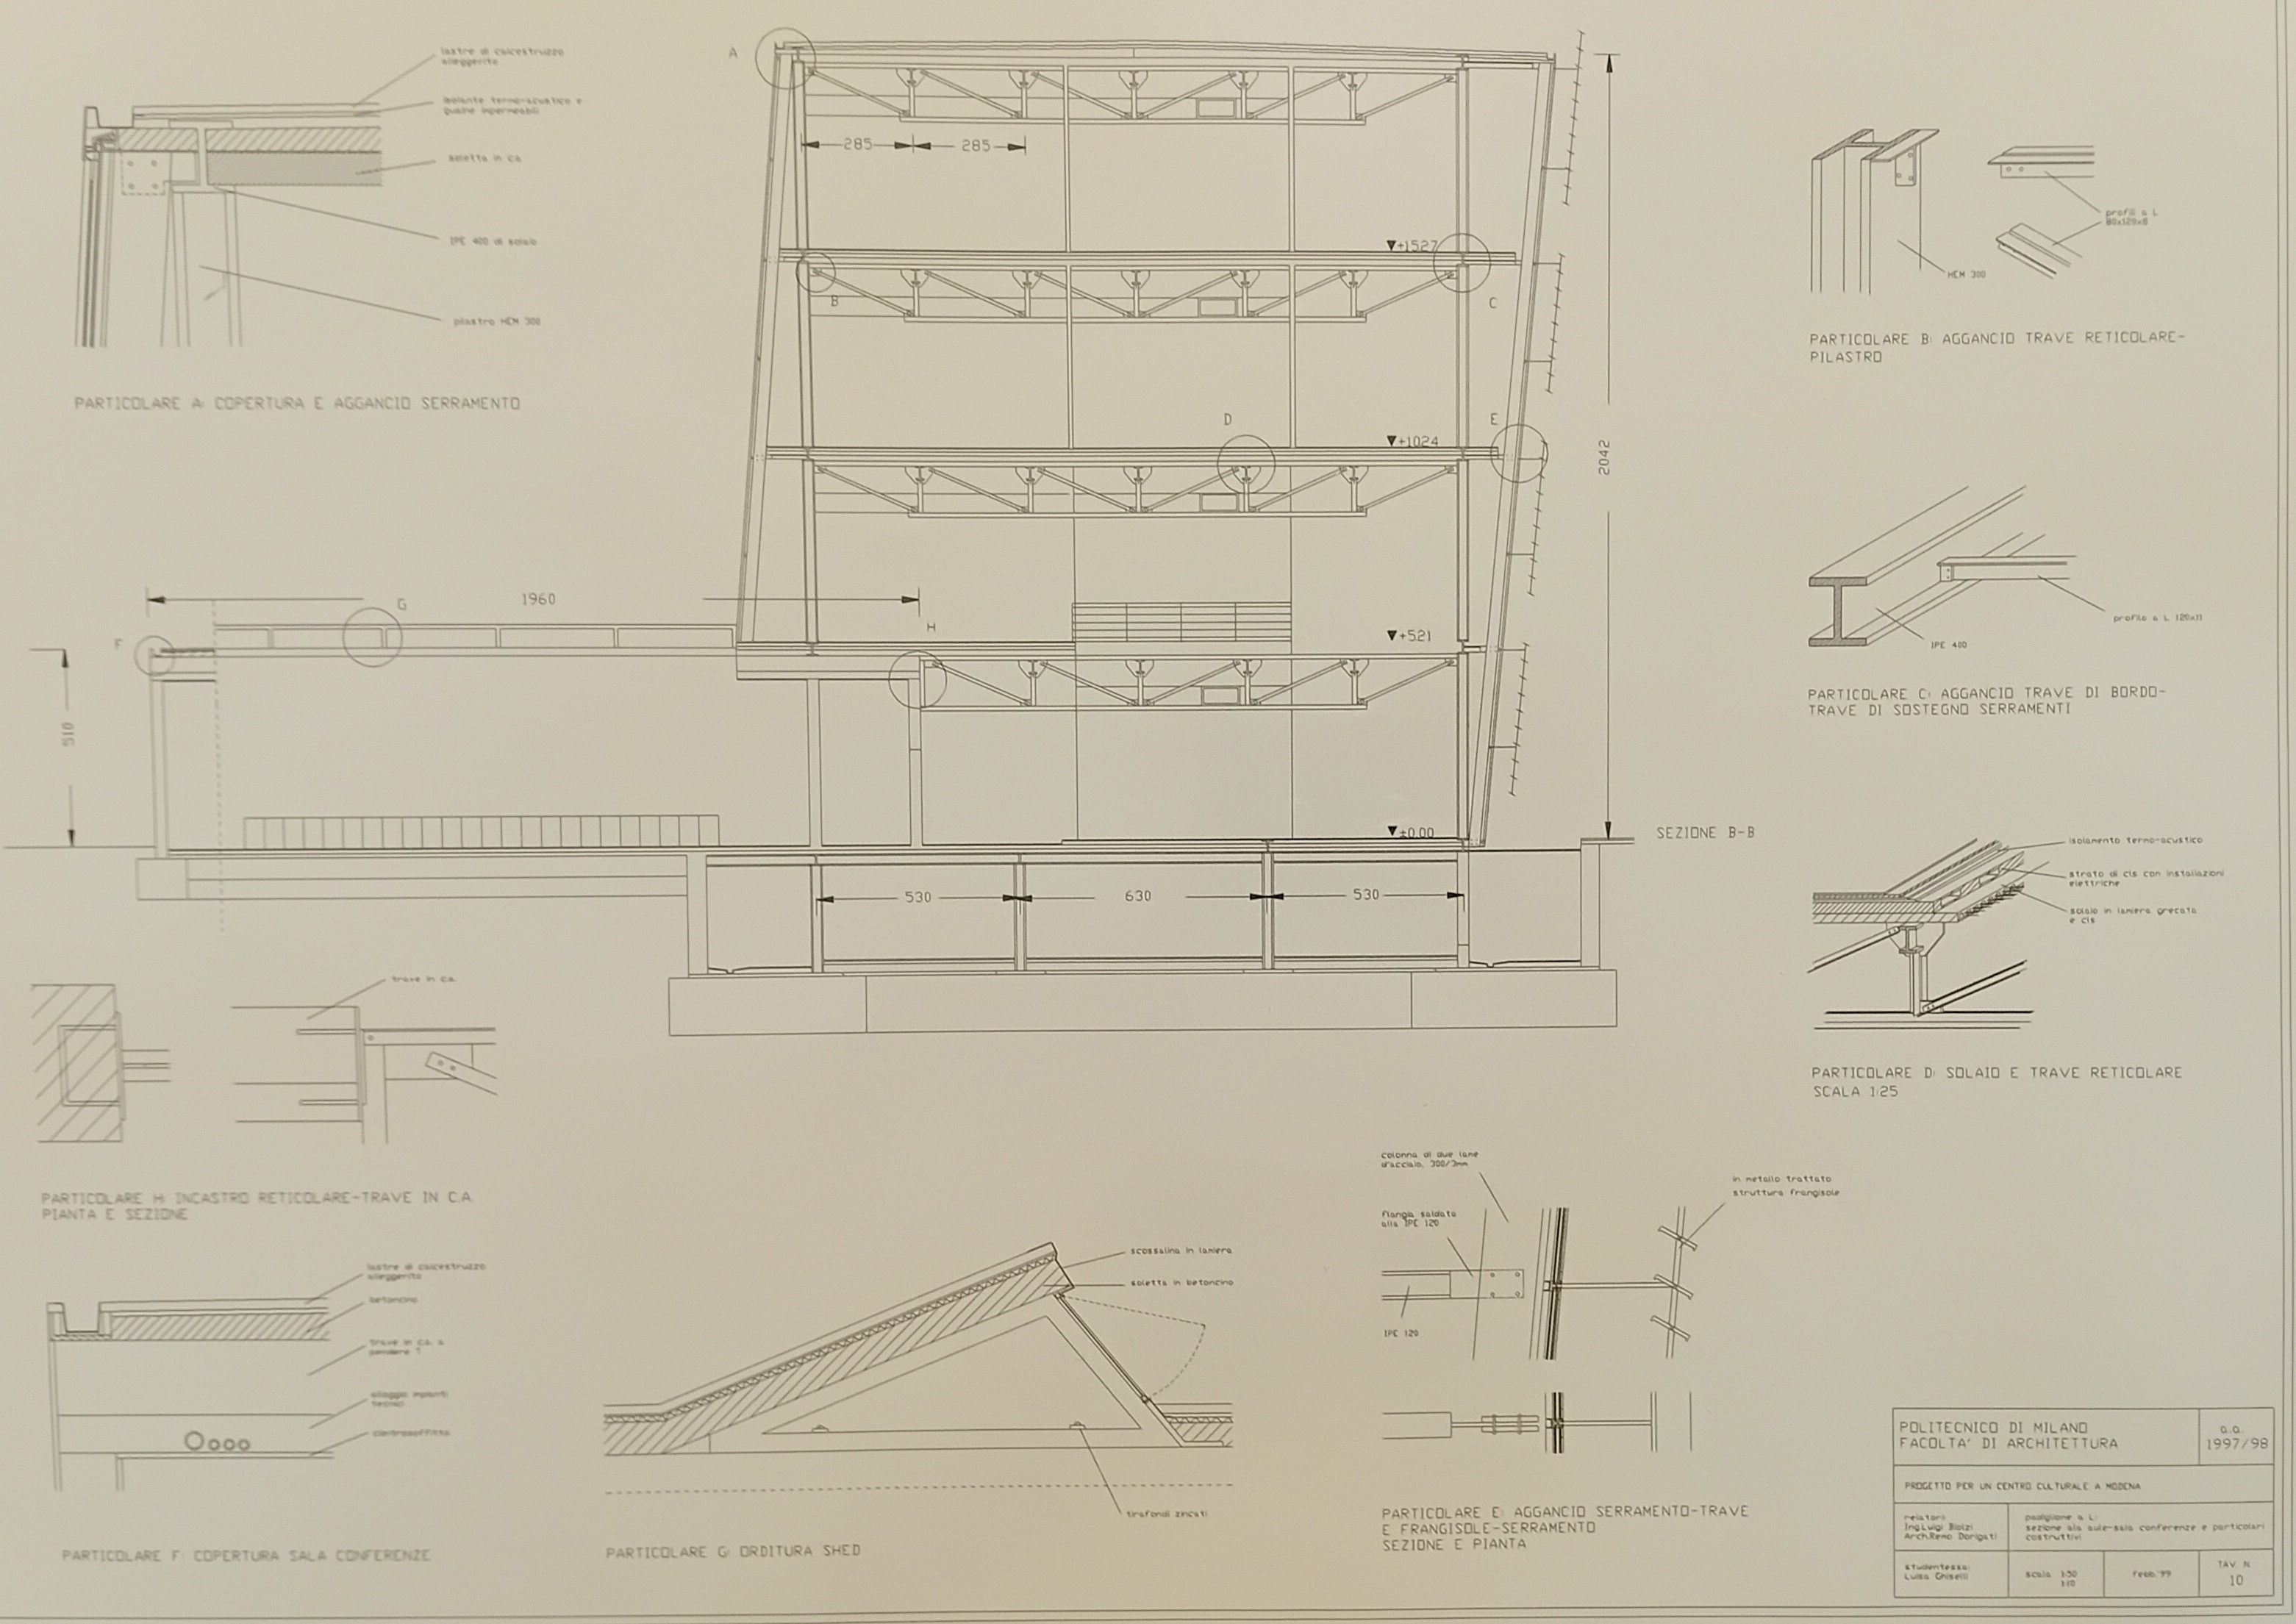 A
lastre di calcestruzzo
alleggerito
isolante termo-acustico e
guaine impermeabili
soletta in ca
IPE 400 di solaio
pilastro HEM 300
PARTICOLARE A: COPERTURA E AGGANCIO SERRAMENTO
285
285
+15.27
B
C
D
E
+10.24
2042
1960
G
F
H
+5.21
510
±0.00
SEZIONE B-B
530
630
530
profili a L
80x120x8
HEM 300
PARTICOLARE B: AGGANCIO TRAVE RETICOLARE-
PILASTRO
profilo a L 120x11
IPE 400
PARTICOLARE C: AGGANCIO TRAVE DI BORDO-
TRAVE DI SOSTEGNO SERRAMENTI
isolamento termo-acustico
strato di cls con installazioni
elettriche
solaio in lamiera grecata
e cls
PARTICOLARE D: SOLAIO E TRAVE RETICOLARE
SCALA 1:25
trave in c.a.
PARTICOLARE H: INCASTRO RETICOLARE-TRAVE IN C.A.
PIANTA E SEZIONE
lastre di calcestruzzo
alleggerito
betoncino
trave in c.a. a
pendere T
alloggio impianti
tecnici
controsoffitto
PARTICOLARE F: COPERTURA SALA CONFERENZE
scossalina in lamiera
soletta in betoncino
tirafondi zincati
PARTICOLARE G: ORDITURA SHED
colonna di due lame
d'acciaio, 300/3mm
flangia saldata
alla IPE 120
IPE 120
in metallo trattato
struttura frangisole
PARTICOLARE E: AGGANCIO SERRAMENTO-TRAVE
E FRANGISOLE-SERRAMENTO
SEZIONE E PIANTA
POLITECNICO DI MILANO
FACOLTA' DI ARCHITETTURA
a.a.
1997/98
PROGETTO PER UN CENTRO CULTURALE A MODENA
relatori:
Ing.Luigi Biolzi
Arch.Remo Dorigati
padiglione a L:
sezione ala aule-sala conferenze e particolari
costruttivi
studentessa:
Luisa Ghiselli
scala 1:50
1:10
febb.'99
TAV. N.
10